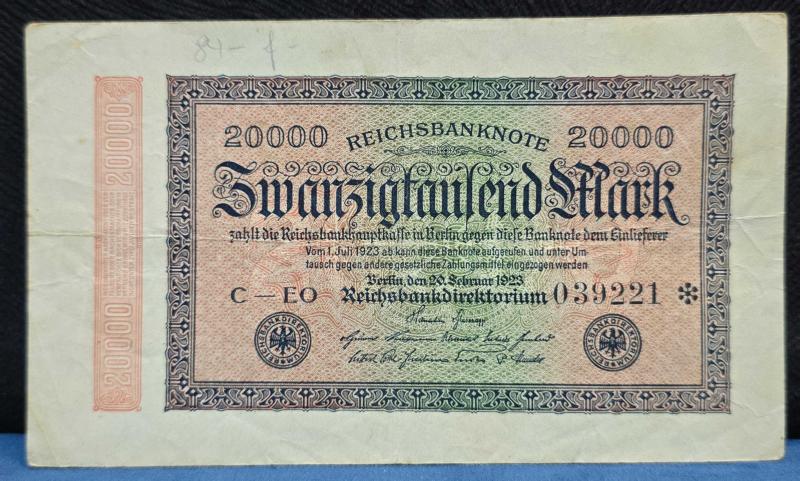 20000 REICHSBANKNOTE 20000
Zwanzigtausend Mark
zahlt die Reichsbankhauptkasse in Berlin gegen diese Banknote dem Einlieferer
Vom 1. Juli 1923 ab kann diese Banknote aufgerufen und unter Um-
tausch gegen andere gesetzliche Zahlungsmittel eingezogen werden
Berlin, den 20. Februar 1923
C – EO Reichsbankdirektorium 039221 *
REICHSBANKDIREKTORIUM
REICHSBANKDIREKTORIUM
20000 20000